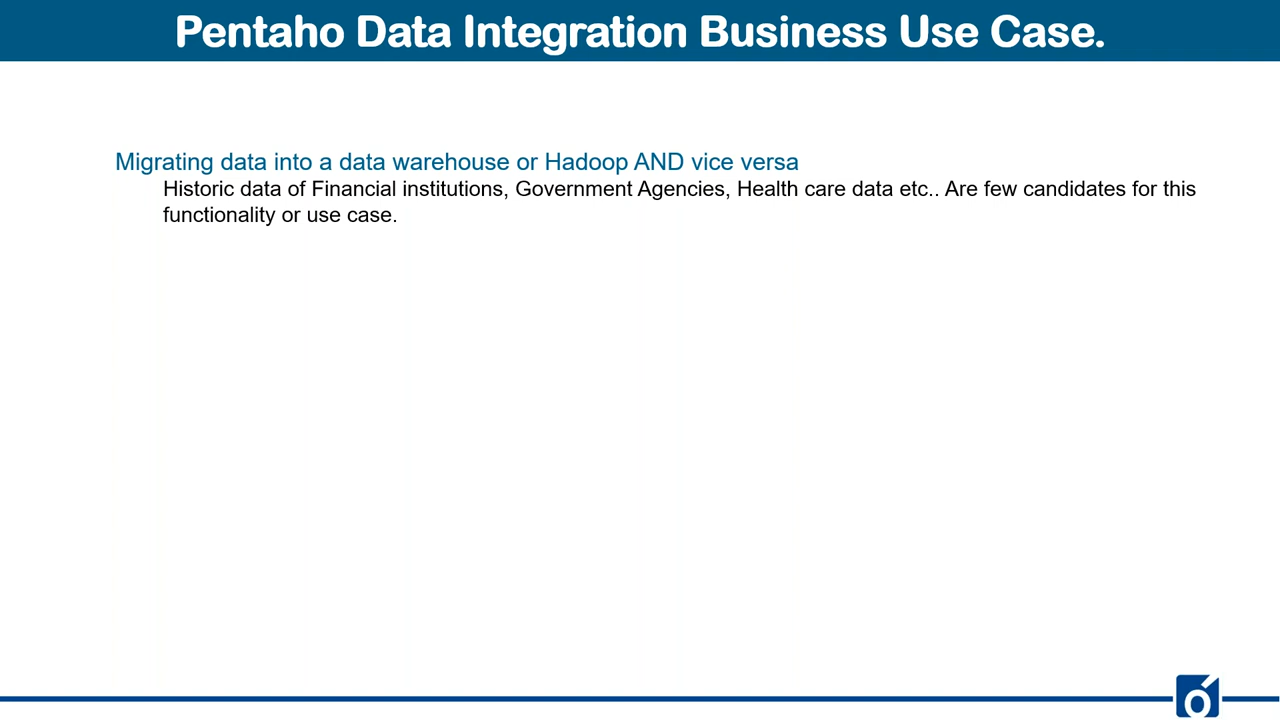 Pentaho Data Integration Business Use Case.
Migrating data into a data warehouse or Hadoop AND vice versa
Historic data of Financial institutions, Government Agencies, Health care data etc.. Are few candidates for this
functionality or use case.